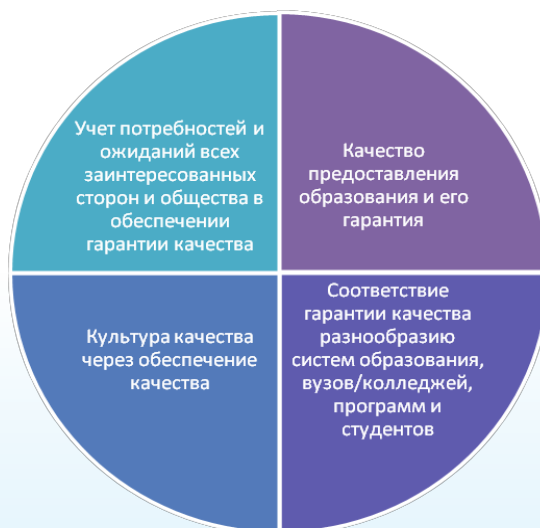 Учет потребностей и
ожиданий всех
заинтересованных
сторон и общества в
обеспечении
гарантии качества
Качество
предоставления
образования и его
гарантия
Культура качества
через обеспечение
качества
Соответствие
гарантии качества
разнообразию
систем образования,
вузов/колледжей,
программ и
студентов